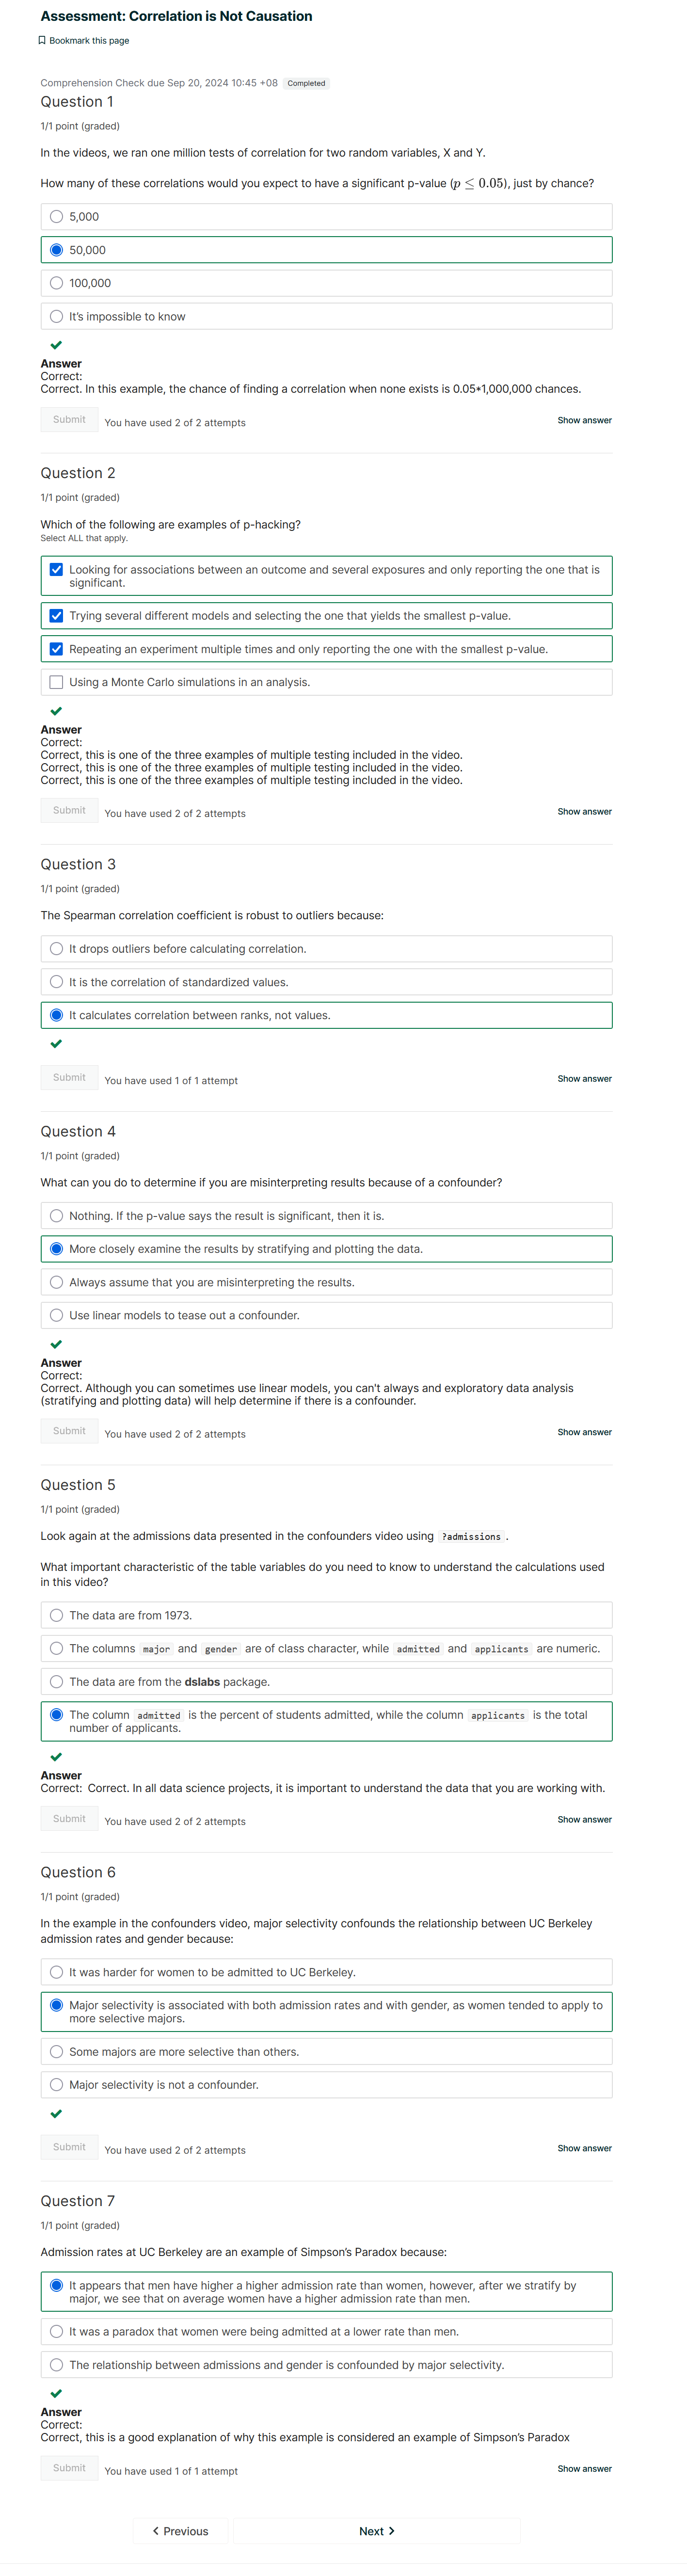 Assessment: Correlation is Not Causation
Bookmark this page
Comprehension Check due Sep 20, 2024 10:45 +08 Completed
Question 1
1/1 point (graded)
In the videos, we ran one million tests of correlation for two random variables, X and Y.
How many of these correlations would you expect to have a significant p-value (p ≤ 0.05), just by chance?
5,000
50,000
100,000
It's impossible to know
Answer
Correct:
Correct. In this example, the chance of finding a correlation when none exists is 0.05*1,000,000 chances.
Submit You have used 2 of 2 attempts Show answer
Question 2
1/1 point (graded)
Which of the following are examples of p-hacking?
Select ALL that apply.
Looking for associations between an outcome and several exposures and only reporting the one that is
significant.
Trying several different models and selecting the one that yields the smallest p-value.
Repeating an experiment multiple times and only reporting the one with the smallest p-value.
Using a Monte Carlo simulations in an analysis.
Answer
Correct:
Correct, this is one of the three examples of multiple testing included in the video.
Correct, this is one of the three examples of multiple testing included in the video.
Correct, this is one of the three examples of multiple testing included in the video.
Submit You have used 2 of 2 attempts Show answer
Question 3
1/1 point (graded)
The Spearman correlation coefficient is robust to outliers because:
It drops outliers before calculating correlation.
It is the correlation of standardized values.
It calculates correlation between ranks, not values.
Submit You have used 1 of 1 attempt Show answer
Question 4
1/1 point (graded)
What can you do to determine if you are misinterpreting results because of a confounder?
Nothing. If the p-value says the result is significant, then it is.
More closely examine the results by stratifying and plotting the data.
Always assume that you are misinterpreting the results.
Use linear models to tease out a confounder.
Answer
Correct:
Correct. Although you can sometimes use linear models, you can't always and exploratory data analysis
(stratifying and plotting data) will help determine if there is a confounder.
Submit You have used 2 of 2 attempts Show answer
Question 5
1/1 point (graded)
Look again at the admissions data presented in the confounders video using ?admissions .
What important characteristic of the table variables do you need to know to understand the calculations used
in this video?
The data are from 1973.
The columns major and gender are of class character, while admitted and applicants are numeric.
The data are from the dslabs package.
The column admitted is the percent of students admitted, while the column applicants is the total
number of applicants.
Answer
Correct: Correct. In all data science projects, it is important to understand the data that you are working with.
Submit You have used 2 of 2 attempts Show answer
Question 6
1/1 point (graded)
In the example in the confounders video, major selectivity confounds the relationship between UC Berkeley
admission rates and gender because:
It was harder for women to be admitted to UC Berkeley.
Major selectivity is associated with both admission rates and with gender, as women tended to apply to
more selective majors.
Some majors are more selective than others.
Major selectivity is not a confounder.
Submit You have used 2 of 2 attempts Show answer
Question 7
1/1 point (graded)
Admission rates at UC Berkeley are an example of Simpson's Paradox because:
It appears that men have higher a higher admission rate than women, however, after we stratify by
major, we see that on average women have a higher admission rate than men.
It was a paradox that women were being admitted at a lower rate than men.
The relationship between admissions and gender is confounded by major selectivity.
Answer
Correct:
Correct, this is a good explanation of why this example is considered an example of Simpson's Paradox
Submit You have used 1 of 1 attempt Show answer
Previous Next